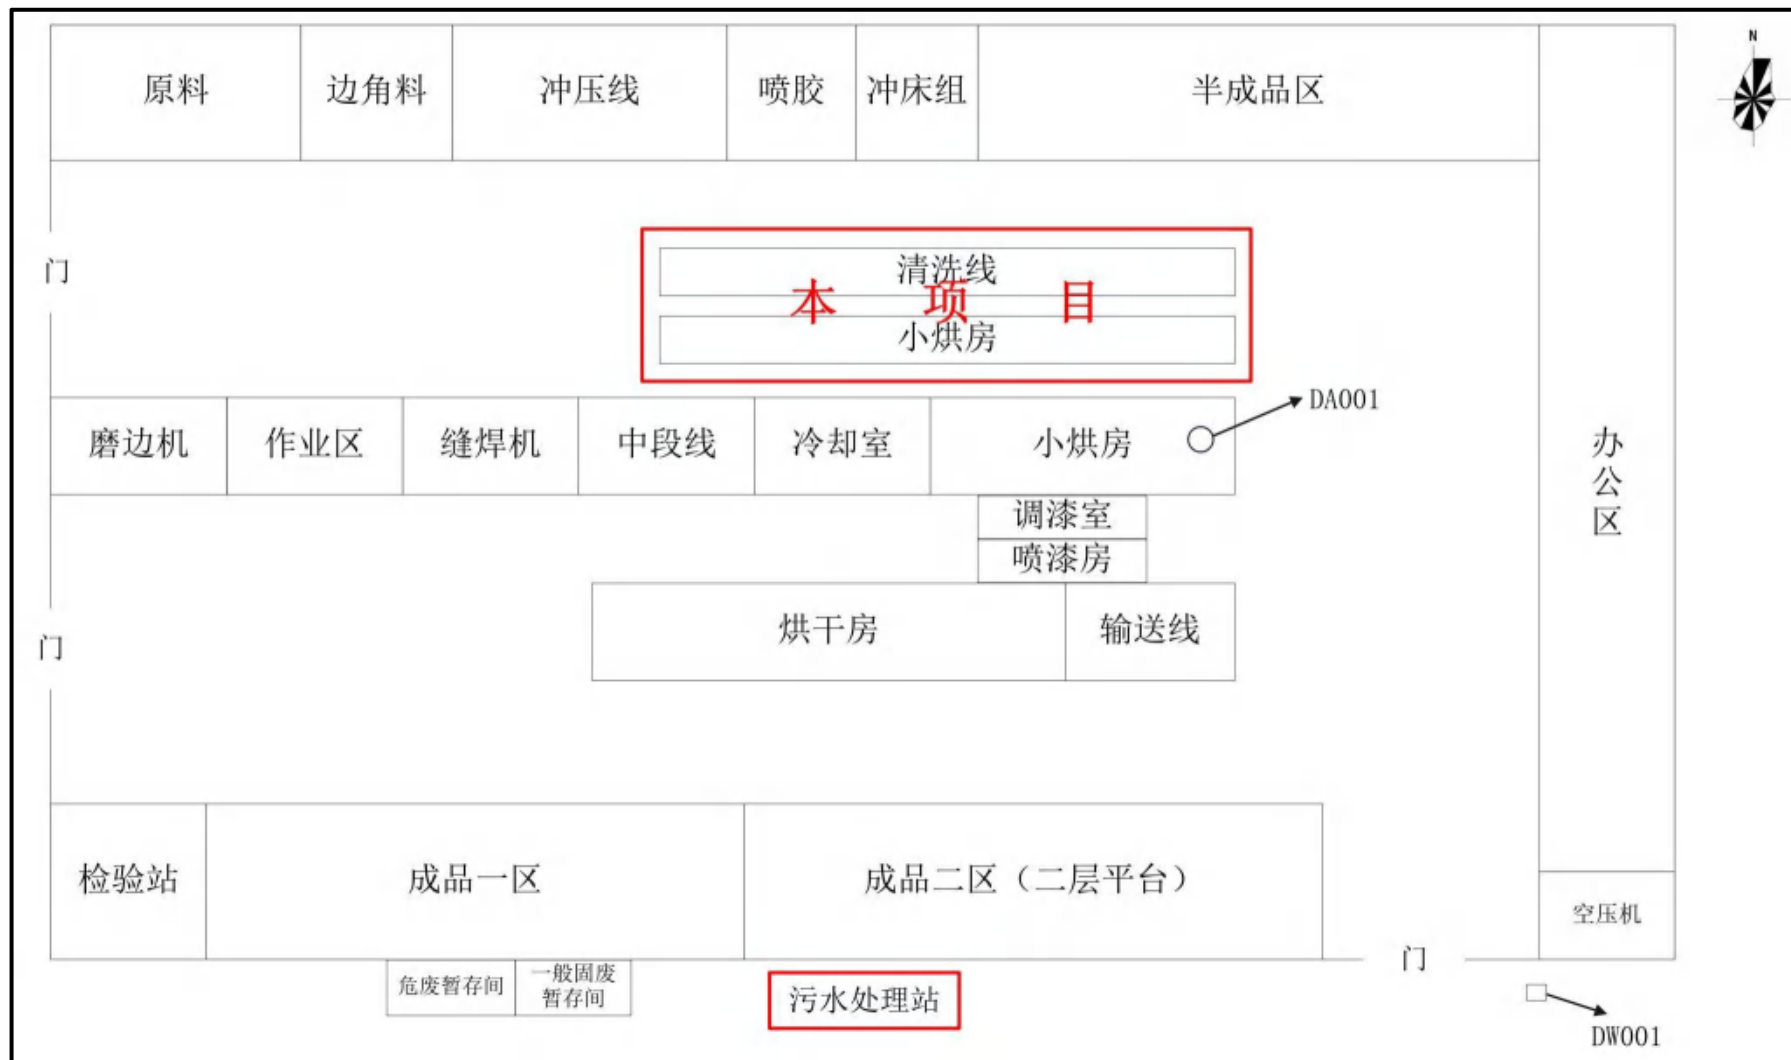 N
原料
边角料
冲压线
喷胶
冲床组
半成品区
门
清洗线
本项目
小烘房
DA001
磨边机
作业区
缝焊机
中段线
冷却室
小烘房
办公区
调漆室
喷漆房
门
烘干房
输送线
检验站
成品一区
成品二区（二层平台）
空压机
门
危废暂存间
一般固废
暂存间
污水处理站
DW001